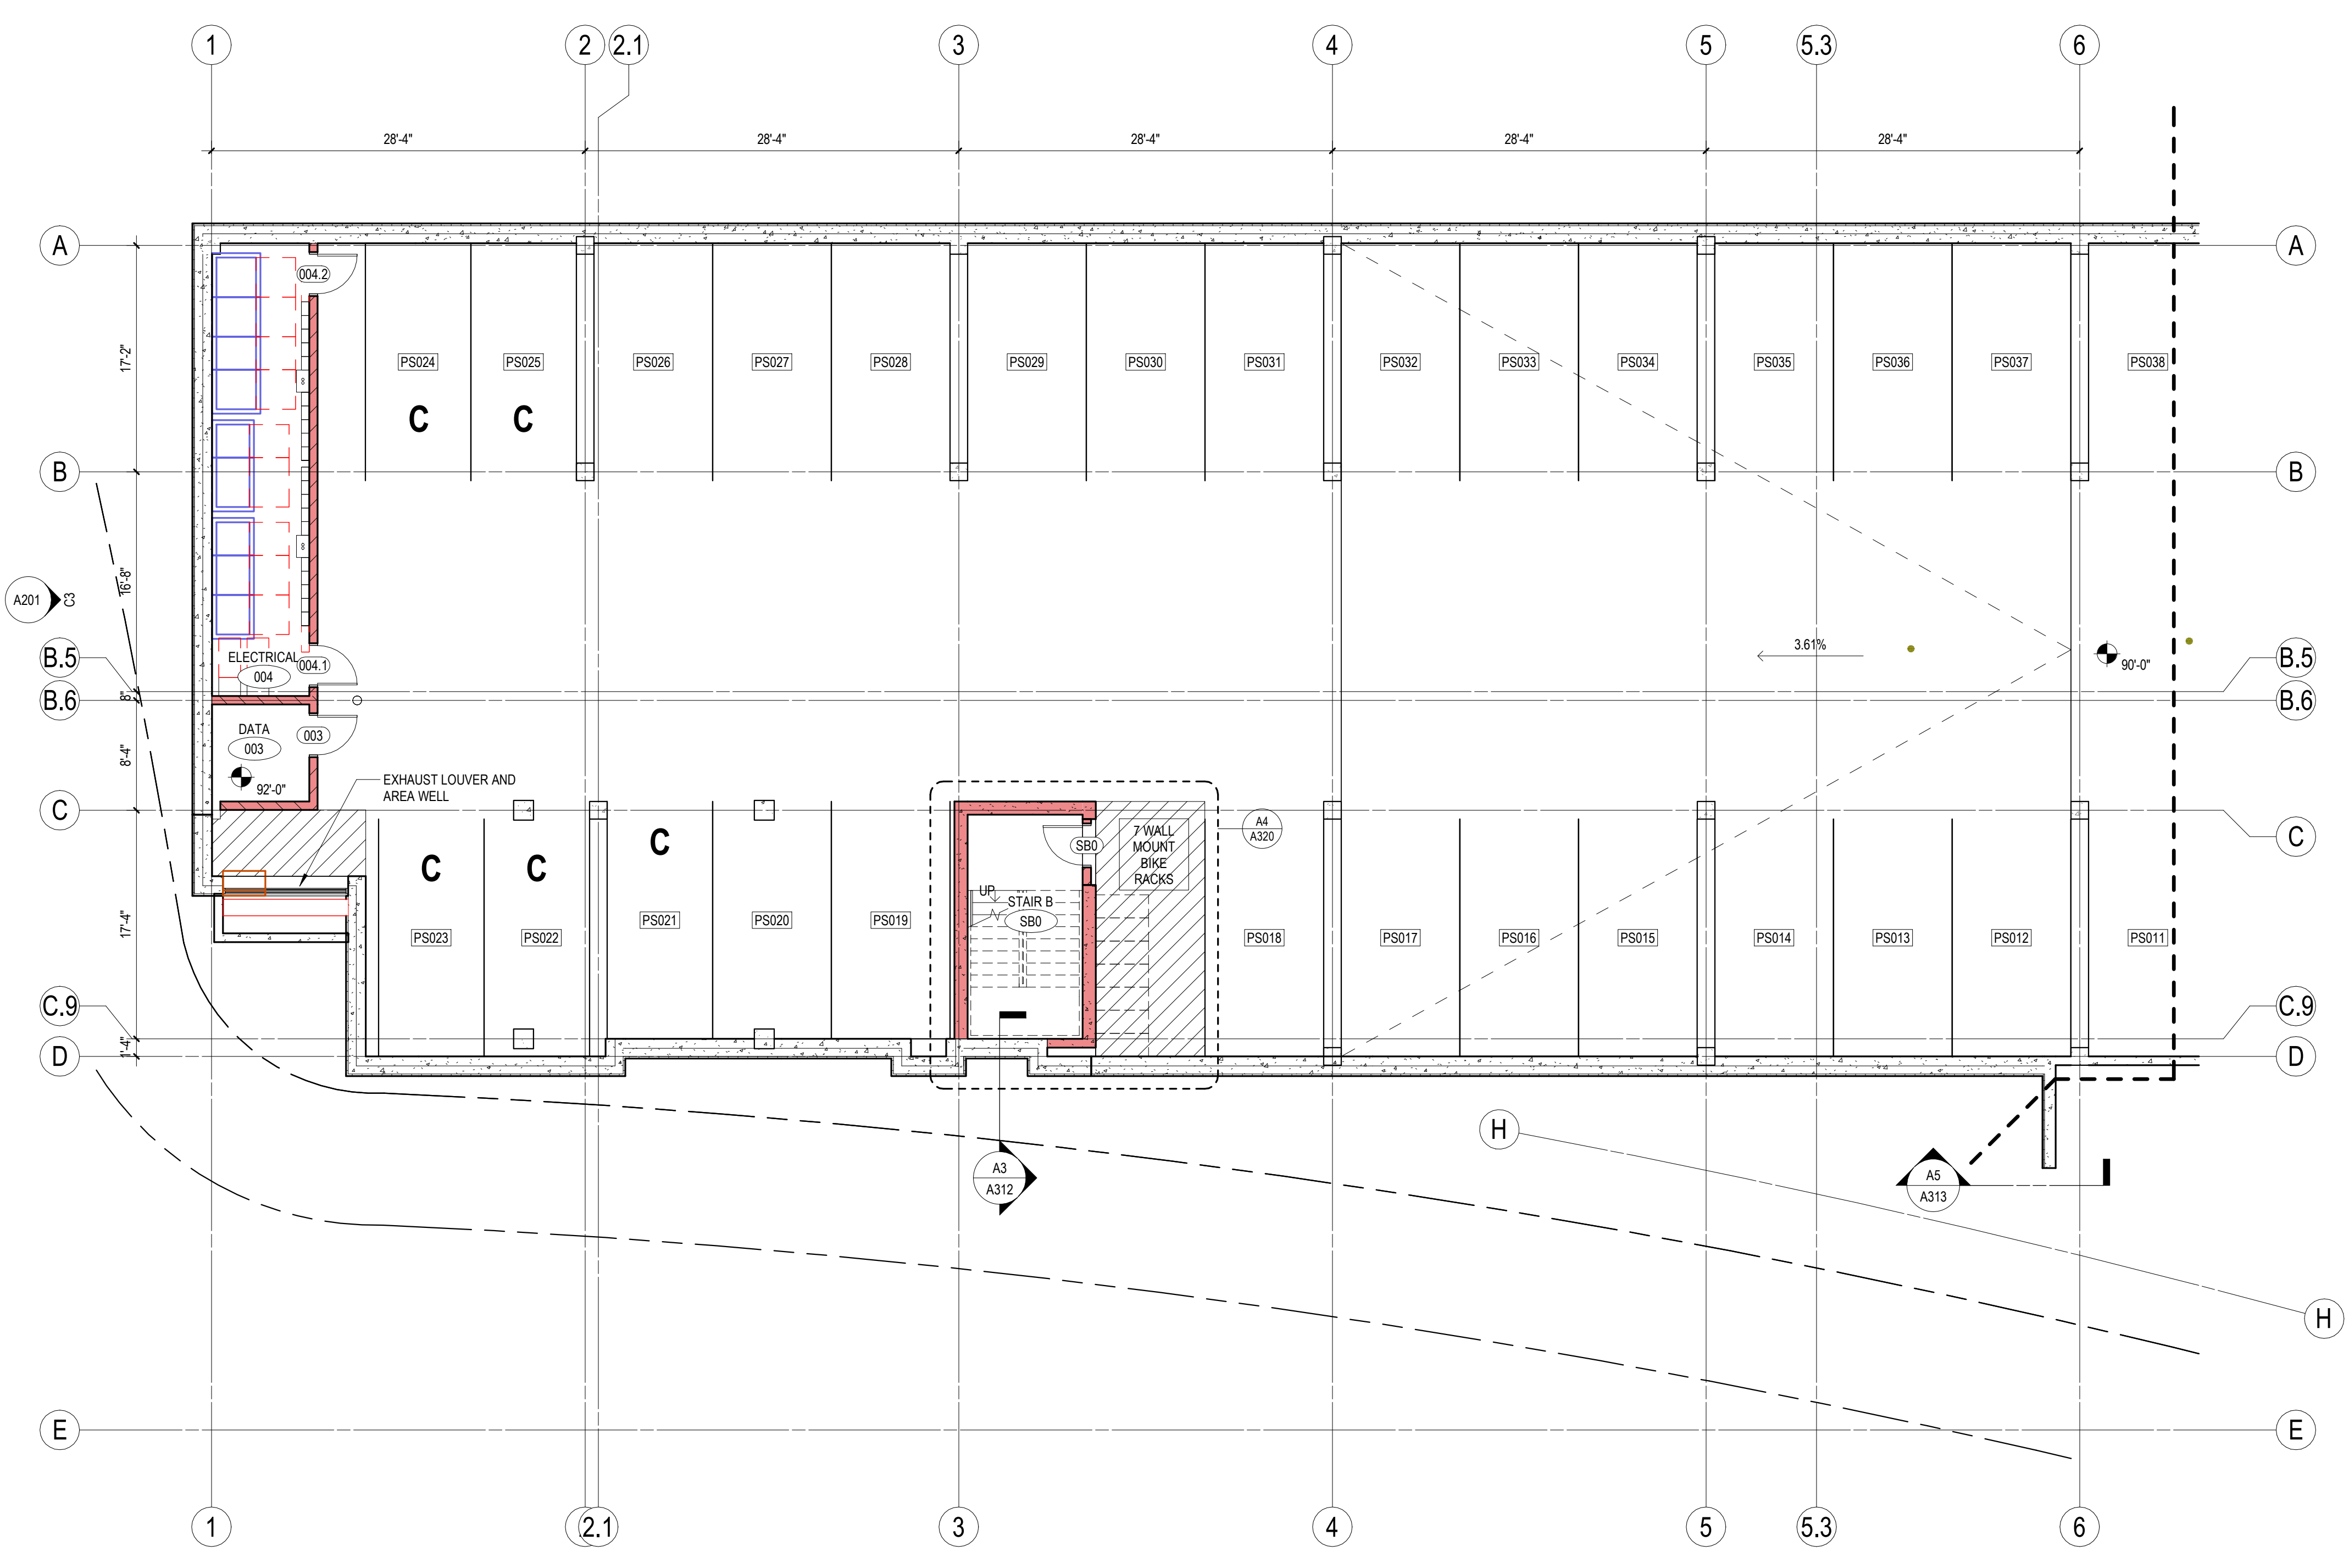 1 2 2.1 3 4 5 5.3 6
28'-4" 28'-4" 28'-4" 28'-4" 28'-4"
A A
004.2
17'-2"
PS024 PS025 PS026 PS027 PS028 PS029 PS030 PS031 PS032 PS033 PS034 PS035 PS036 PS037 PS038
C C
B B
16'-8"
A201 C3
3.61%
90'-0"
B.5 B.5
ELECTRICAL 004.1
004
8"
B.6 B.6
DATA
003 003
8'-4"
92'-0"
EXHAUST LOUVER AND
AREA WELL
C C
A4
A320
7 WALL
MOUNT
BIKE
RACKS
SB0
C C C
UP
STAIR B
SB0
17'-4"
PS021 PS020 PS019
PS023 PS022 PS018 PS017 PS016 PS015 PS014 PS013 PS012 PS011
C.9 C.9
1'-4"
D D
H
A3
A312
A5
A313
H
E E
1 2.1 3 4 5 5.3 6